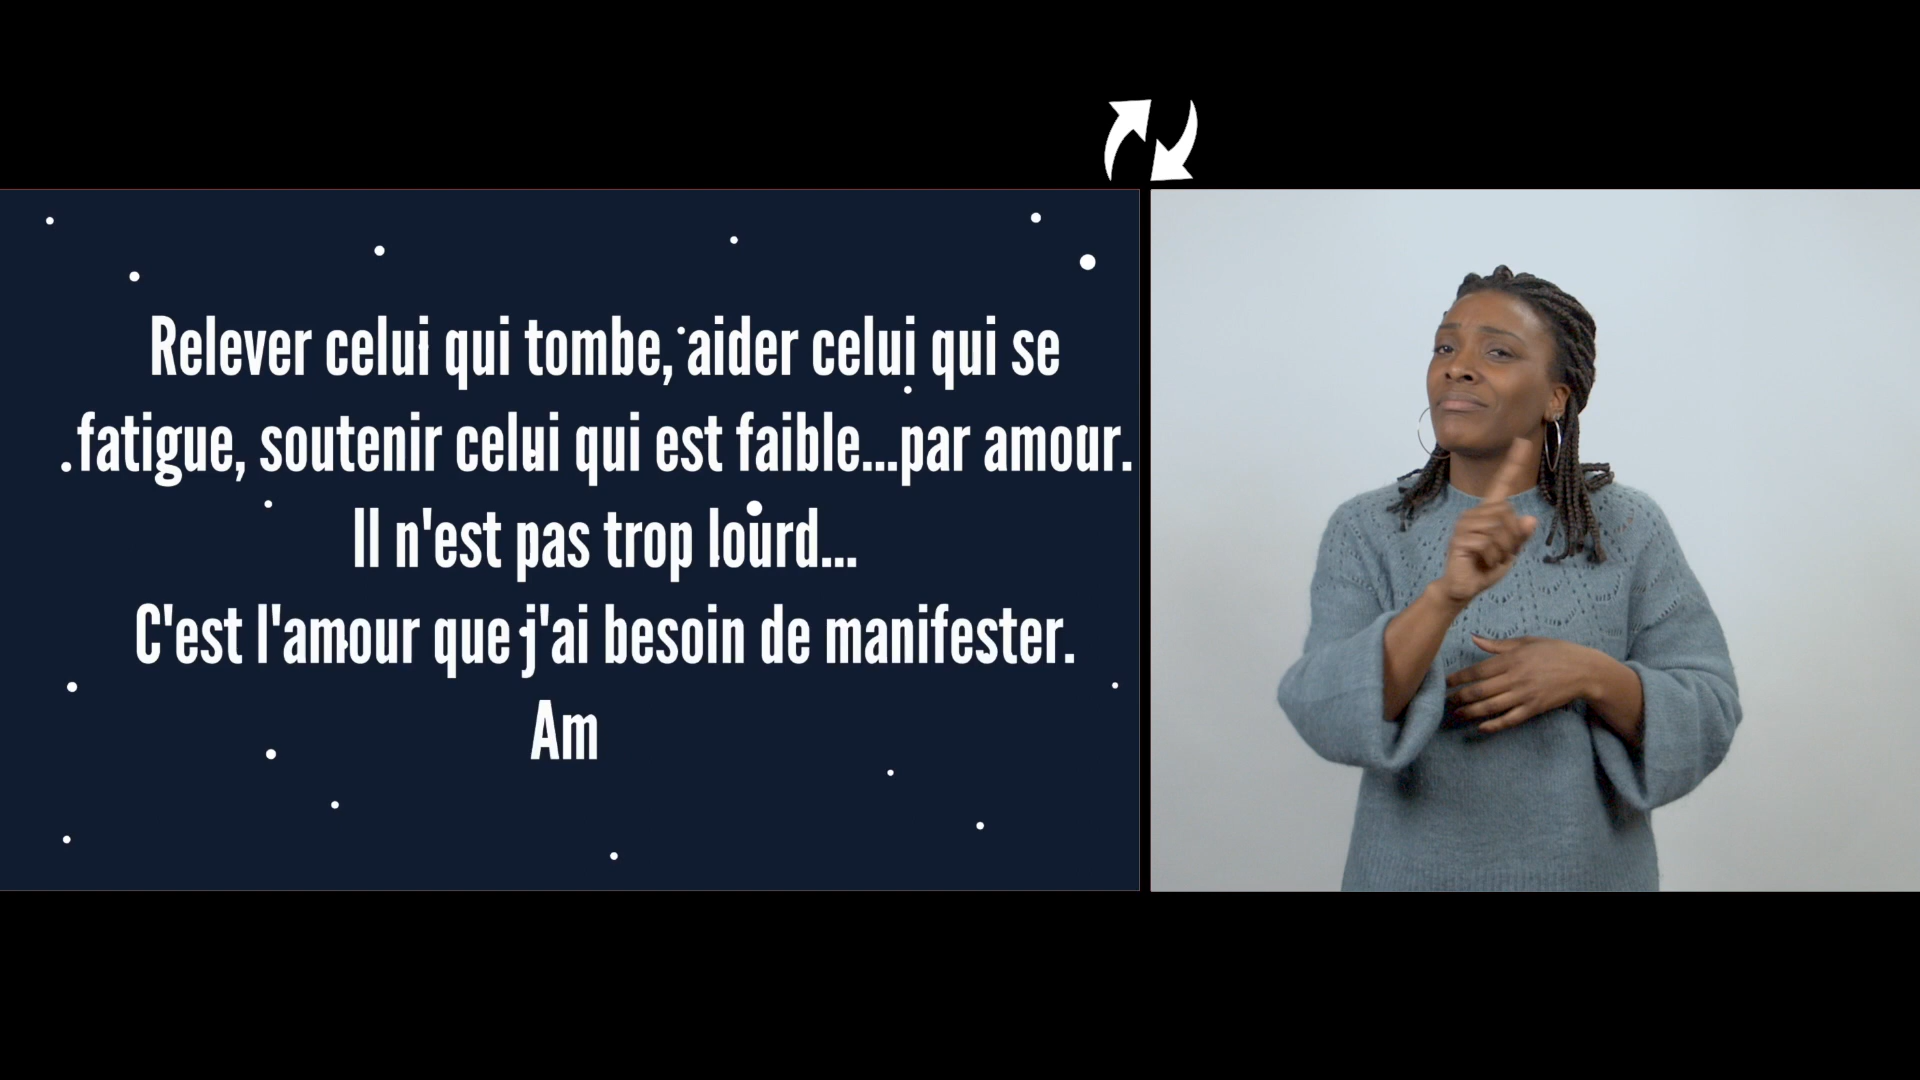 Relever celui qui tombe, aider celui qui se
fatigue, soutenir celui qui est faible...par amour.
Il n'est pas trop lourd...
C'est l'amour que j'ai besoin de manifester.
Am